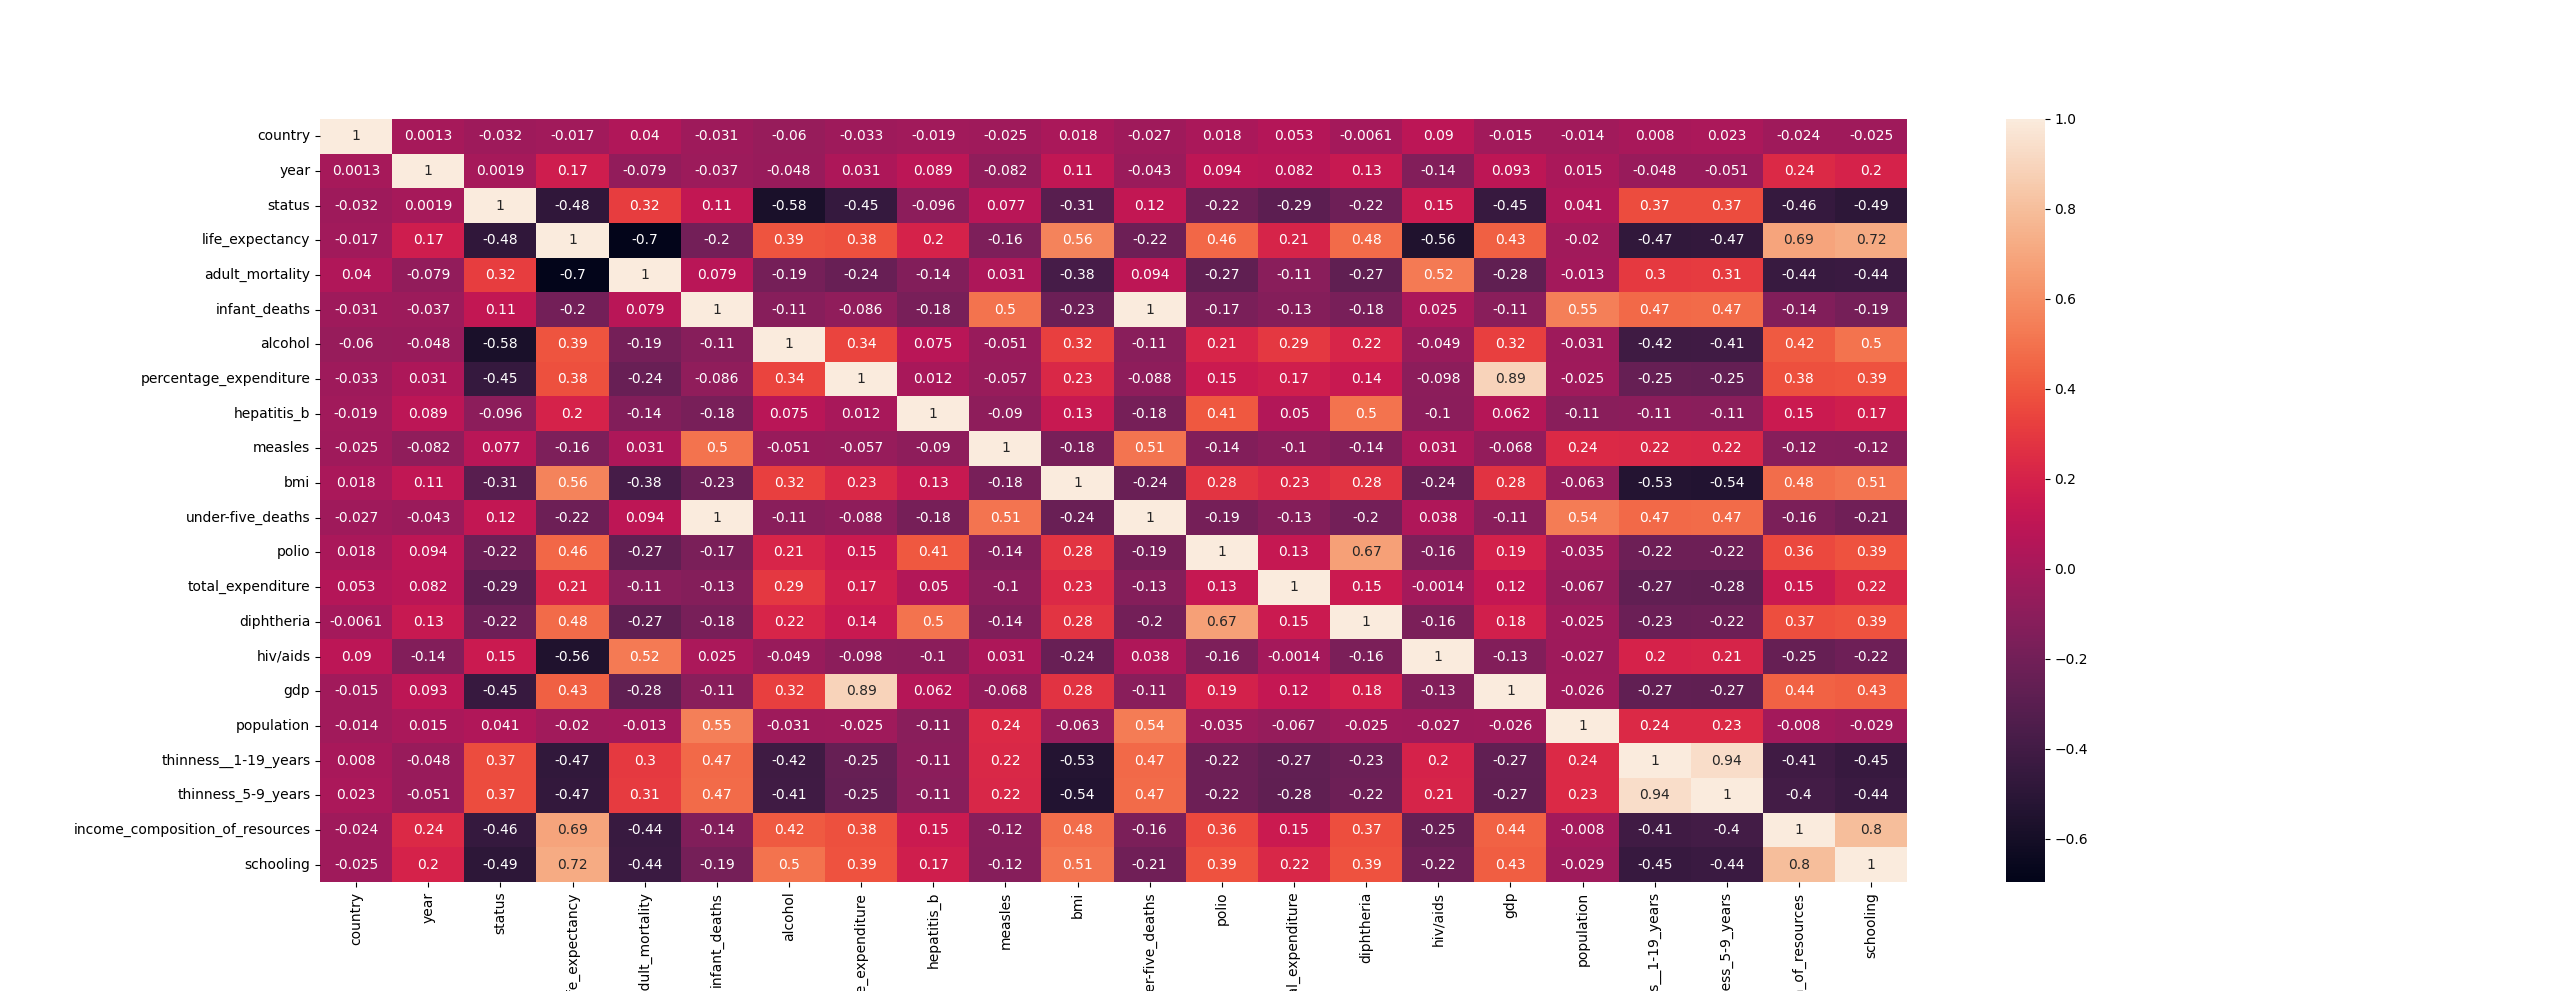 country 1 0.0013 -0.032 -0.017 0.04 -0.031 -0.06 -0.033 -0.019 -0.025 0.018 -0.027 0.018 0.053 -0.0061 0.09 -0.015 -0.014 0.008 0.023 -0.024 -0.025
year 0.0013 1 0.0019 0.17 -0.079 -0.037 -0.048 0.031 0.089 -0.082 0.11 -0.043 0.094 0.082 0.13 -0.14 0.093 0.015 -0.048 -0.051 0.24 0.2
status -0.032 0.0019 1 -0.48 0.32 0.11 -0.58 -0.45 -0.096 0.077 -0.31 0.12 -0.22 -0.29 -0.22 0.15 -0.45 0.041 0.37 0.37 -0.46 -0.49
life_expectancy -0.017 0.17 -0.48 1 -0.7 -0.2 0.39 0.38 0.2 -0.16 0.56 -0.22 0.46 0.21 0.48 -0.56 0.43 -0.02 -0.47 -0.47 0.69 0.72
adult_mortality 0.04 -0.079 0.32 -0.7 1 0.079 -0.19 -0.24 -0.14 0.031 -0.38 0.094 -0.27 -0.11 -0.27 0.52 -0.28 -0.013 0.3 0.31 -0.44 -0.44
infant_deaths -0.031 -0.037 0.11 -0.2 0.079 1 -0.11 -0.086 -0.18 0.5 -0.23 1 -0.17 -0.13 -0.18 0.025 -0.11 0.55 0.47 0.47 -0.14 -0.19
alcohol -0.06 -0.048 -0.58 0.39 -0.19 -0.11 1 0.34 0.075 -0.051 0.32 -0.11 0.21 0.29 0.22 -0.049 0.32 -0.031 -0.42 -0.41 0.42 0.5
percentage_expenditure -0.033 0.031 -0.45 0.38 -0.24 -0.086 0.34 1 0.012 -0.057 0.23 -0.088 0.15 0.17 0.14 -0.098 0.89 -0.025 -0.25 -0.25 0.38 0.39
hepatitis_b -0.019 0.089 -0.096 0.2 -0.14 -0.18 0.075 0.012 1 -0.09 0.13 -0.18 0.41 0.05 0.5 -0.1 0.062 -0.11 -0.11 -0.11 0.15 0.17
measles -0.025 -0.082 0.077 -0.16 0.031 0.5 -0.051 -0.057 -0.09 1 -0.18 0.51 -0.14 -0.1 -0.14 0.031 -0.068 0.24 0.22 0.22 -0.12 -0.12
bmi 0.018 0.11 -0.31 0.56 -0.38 -0.23 0.32 0.23 0.13 -0.18 1 -0.24 0.28 0.23 0.28 -0.24 0.28 -0.063 -0.53 -0.54 0.48 0.51
under-five_deaths -0.027 -0.043 0.12 -0.22 0.094 1 -0.11 -0.088 -0.18 0.51 -0.24 1 -0.19 -0.13 -0.2 0.038 -0.11 0.54 0.47 0.47 -0.16 -0.21
polio 0.018 0.094 -0.22 0.46 -0.27 -0.17 0.21 0.15 0.41 -0.14 0.28 -0.19 1 0.13 0.67 -0.16 0.19 -0.035 -0.22 -0.22 0.36 0.39
total_expenditure 0.053 0.082 -0.29 0.21 -0.11 -0.13 0.29 0.17 0.05 -0.1 0.23 -0.13 0.13 1 0.15 -0.0014 0.12 -0.067 -0.27 -0.28 0.15 0.22
diphtheria -0.0061 0.13 -0.22 0.48 -0.27 -0.18 0.22 0.14 0.5 -0.14 0.28 -0.2 0.67 0.15 1 -0.16 0.18 -0.025 -0.23 -0.22 0.37 0.39
hiv/aids 0.09 -0.14 0.15 -0.56 0.52 0.025 -0.049 -0.098 -0.1 0.031 -0.24 0.038 -0.16 -0.0014 -0.16 1 -0.13 -0.027 0.2 0.21 -0.25 -0.22
gdp -0.015 0.093 -0.45 0.43 -0.28 -0.11 0.32 0.89 0.062 -0.068 0.28 -0.11 0.19 0.12 0.18 -0.13 1 -0.026 -0.27 -0.27 0.44 0.43
population -0.014 0.015 0.041 -0.02 -0.013 0.55 -0.031 -0.025 -0.11 0.24 -0.063 0.54 -0.035 -0.067 -0.025 -0.027 -0.026 1 0.24 0.23 -0.008 -0.029
thinness__1-19_years 0.008 -0.048 0.37 -0.47 0.3 0.47 -0.42 -0.25 -0.11 0.22 -0.53 0.47 -0.22 -0.27 -0.23 0.2 -0.27 0.24 1 0.94 -0.41 -0.45
thinness_5-9_years 0.023 -0.051 0.37 -0.47 0.31 0.47 -0.41 -0.25 -0.11 0.22 -0.54 0.47 -0.22 -0.28 -0.22 0.21 -0.27 0.23 0.94 1 -0.4 -0.44
income_composition_of_resources -0.024 0.24 -0.46 0.69 -0.44 -0.14 0.42 0.38 0.15 -0.12 0.48 -0.16 0.36 0.15 0.37 -0.25 0.44 -0.008 -0.41 -0.4 1 0.8
schooling -0.025 0.2 -0.49 0.72 -0.44 -0.19 0.5 0.39 0.17 -0.12 0.51 -0.21 0.39 0.22 0.39 -0.22 0.43 -0.029 -0.45 -0.44 0.8 1
country
year
status
fe_expectancy
dult_mortality
infant_deaths
alcohol
e_expenditure
hepatitis_b
measles
bmi
er-five_deaths
polio
al_expenditure
diphtheria
hiv/aids
gdp
population
s__1-19_years
ess_5-9_years
_of_resources
schooling
1.0
0.8
0.6
0.4
0.2
0.0
−0.2
−0.4
−0.6